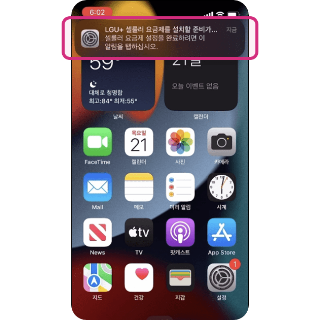 6:02
LGU+ 셀룰러 요금제를 설치할 준비가... 지금
셀룰러 요금제 설정을 완료하려면 이
알림을 탭하십시오.
59°
21일
대체로 청명함
최고:84° 최저:55°
오늘 이벤트 없음
날씨 캘린더
목요일
21
FaceTime 캘린더 사진 카메라
Mail 메모 미리 알림 시계
tv
News TV 팟캐스트 App Store
1
지도 건강 지갑 설정